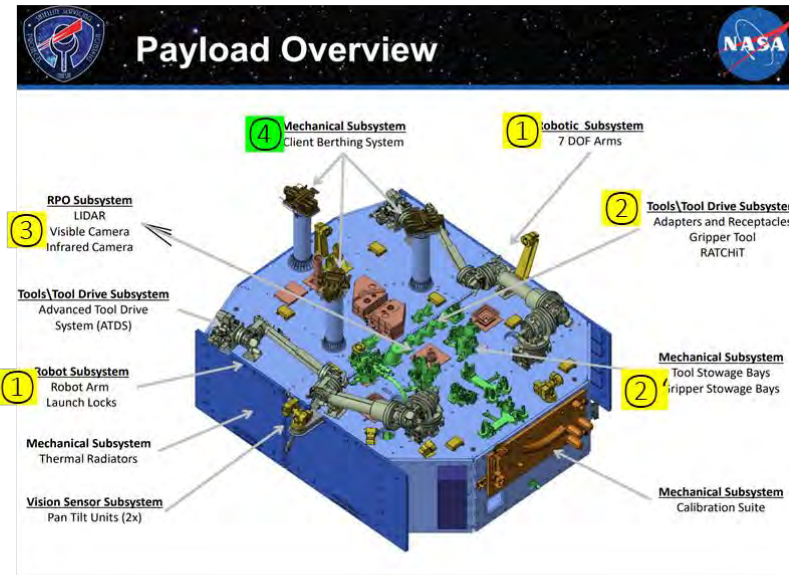 Payload Overview
NASA
4
Mechanical Subsystem
Client Berthing System
1
Robotic Subsystem
7 DOF Arms
3
RPO Subsystem
LIDAR
Visible Camera
Infrared Camera
2
Tools\Tool Drive Subsystem
Adapters and Receptacles
Gripper Tool
RATCHiT
Tools\Tool Drive Subsystem
Advanced Tool Drive
System (ATDS)
1
Robot Subsystem
Robot Arm
Launch Locks
2
Mechanical Subsystem
Tool Stowage Bays
Gripper Stowage Bays
Mechanical Subsystem
Thermal Radiators
Vision Sensor Subsystem
Pan Tilt Units (2x)
Mechanical Subsystem
Calibration Suite